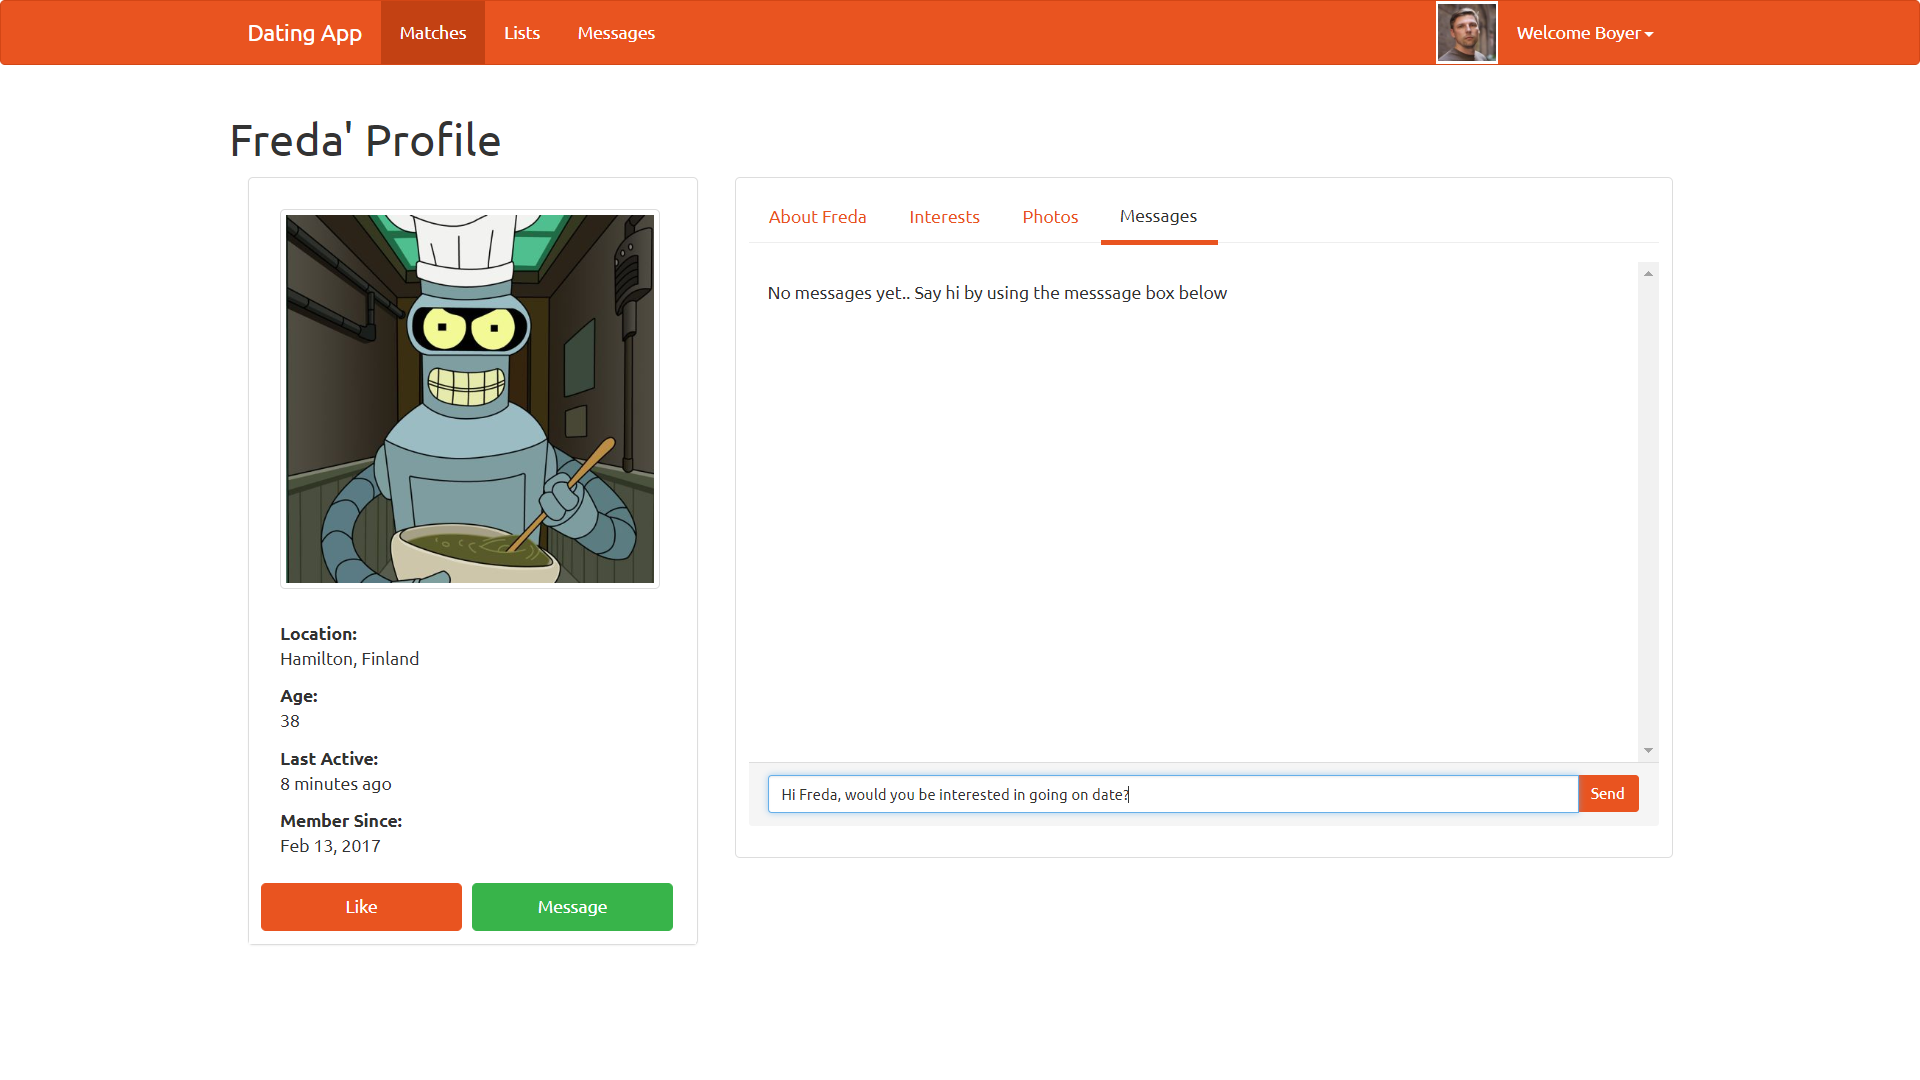 Dating App
Matches
Lists
Messages
Welcome Boyer
Freda' Profile
Location:
Hamilton, Finland
Age:
38
Last Active:
8 minutes ago
Member Since:
Feb 13, 2017
Like
Message
About Freda
Interests
Photos
Messages
No messages yet.. Say hi by using the messsage box below
Hi Freda, would you be interested in going on date?
Send